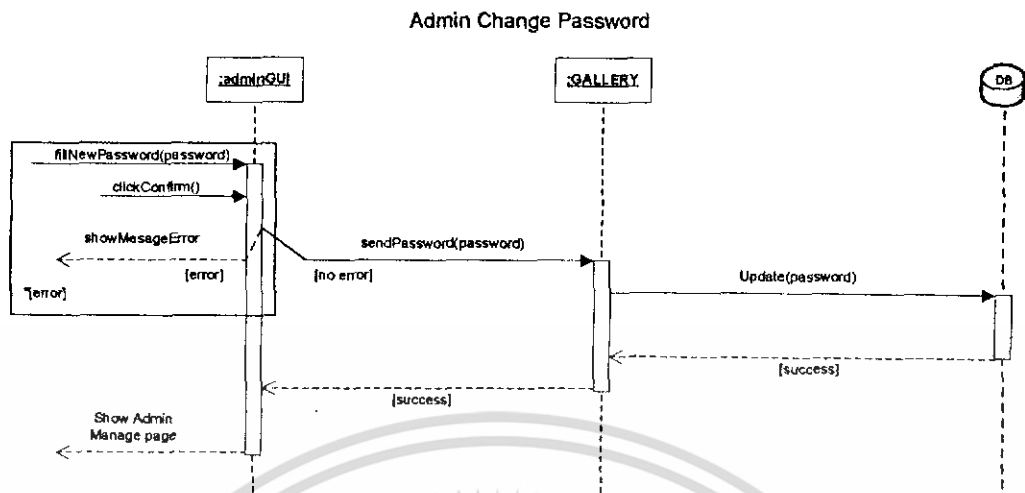 Admin Change Password
:adminGUI
:GALLERY
DB
fillNewPassword(password)
clickConfirm()
showMesageError
sendPassword(password)
[error]
[no error]
Update(password)
*[error]
[success]
[success]
Show Admin
Manage page